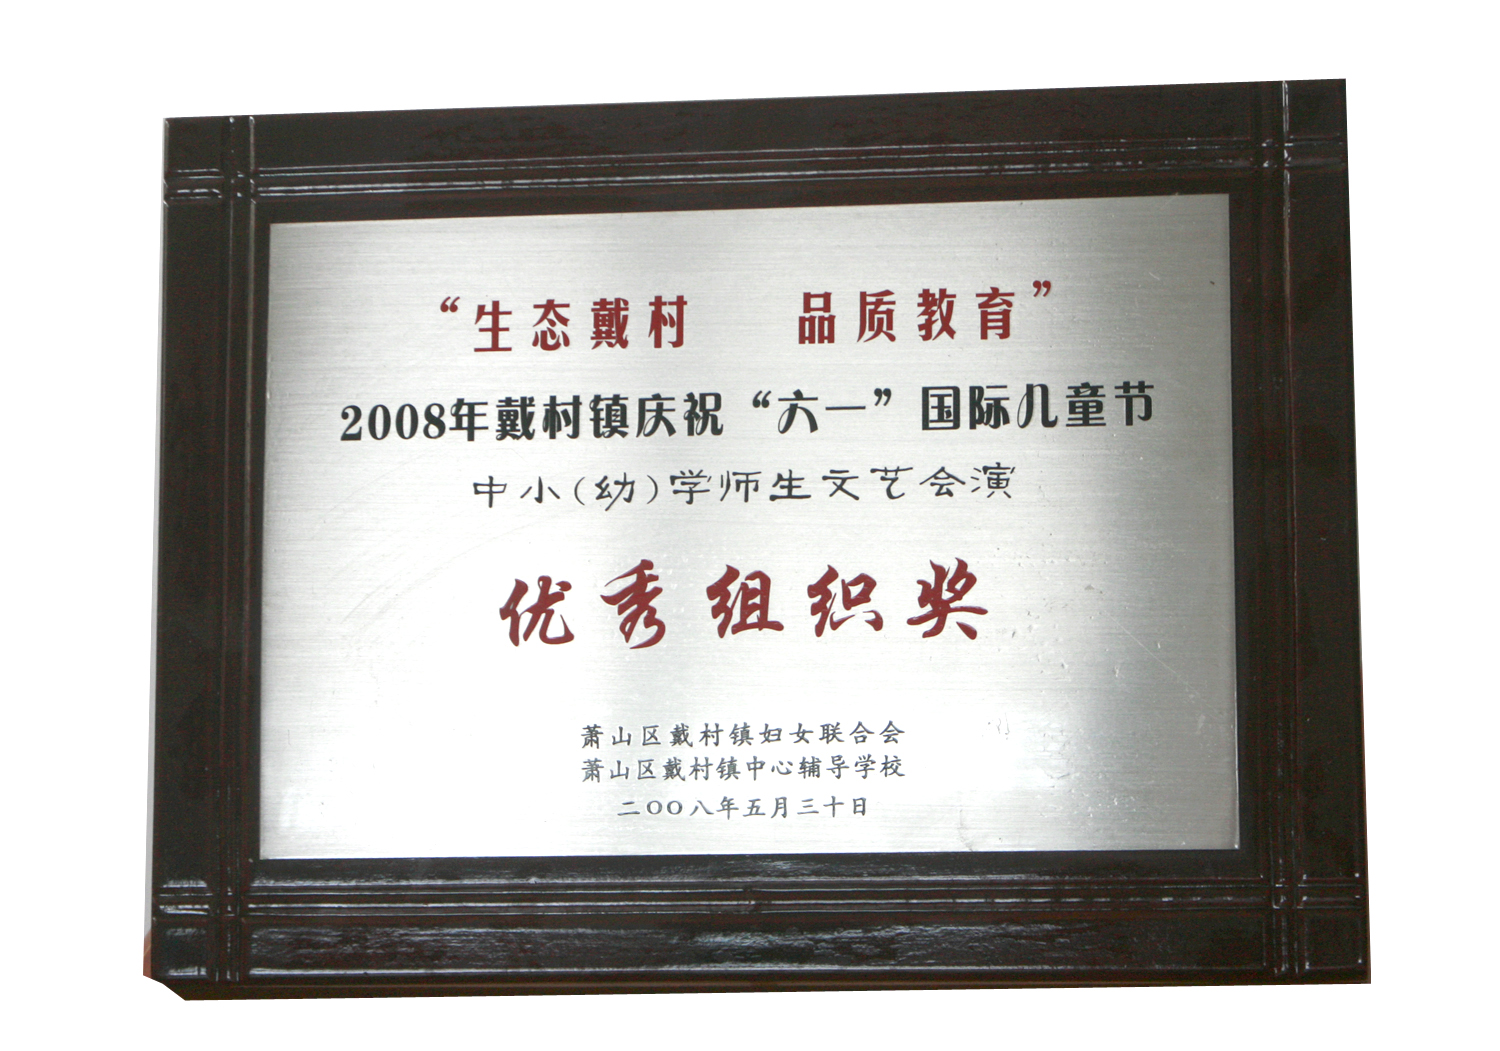 “生态戴村 品质教育”
2008年戴村镇庆祝“六一”国际儿童节
中小(幼)学师生文艺会演
优秀组织奖
萧山区戴村镇妇女联合会
萧山区戴村镇中心辅导学校
二〇〇八年五月三十日